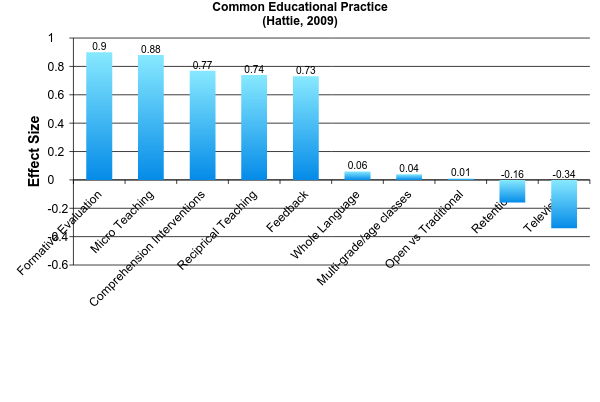 Common Educational Practice
(Hattie, 2009)
Effect Size
1
0.8
0.6
0.4
0.2
0
-0.2
-0.4
-0.6
0.9
0.88
0.77
0.74
0.73
0.06
0.04
0.01
-0.16
-0.34
Formative Evaluation
Micro Teaching
Comprehension Interventions
Reciprical Teaching
Feedback
Whole Language
Multi-grade/age classes
Open vs Traditional